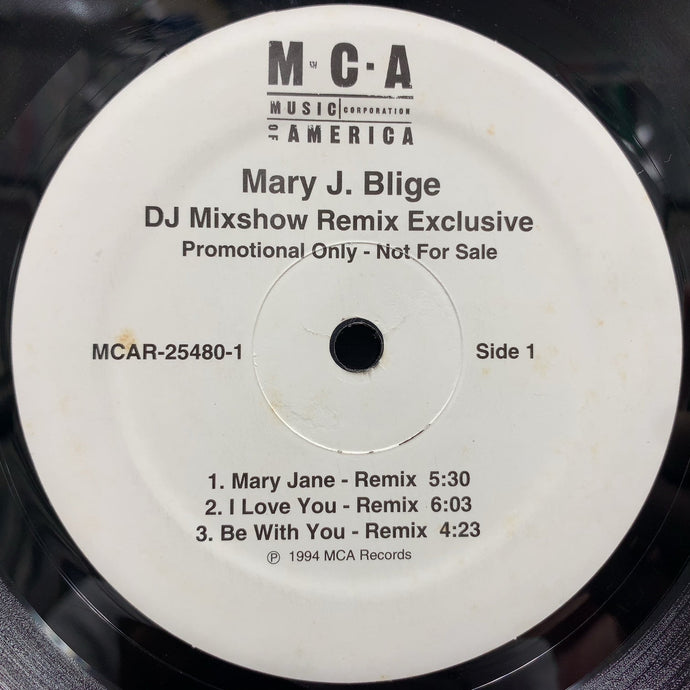 M·C·A
MUSIC CORPORATION
OF AMERICA
Mary J. Blige
DJ Mixshow Remix Exclusive
Promotional Only - Not For Sale
MCAR-25480-1
Side 1
1. Mary Jane - Remix 5:30
2. I Love You - Remix 6:03
3. Be With You - Remix 4:23
℗ 1994 MCA Records